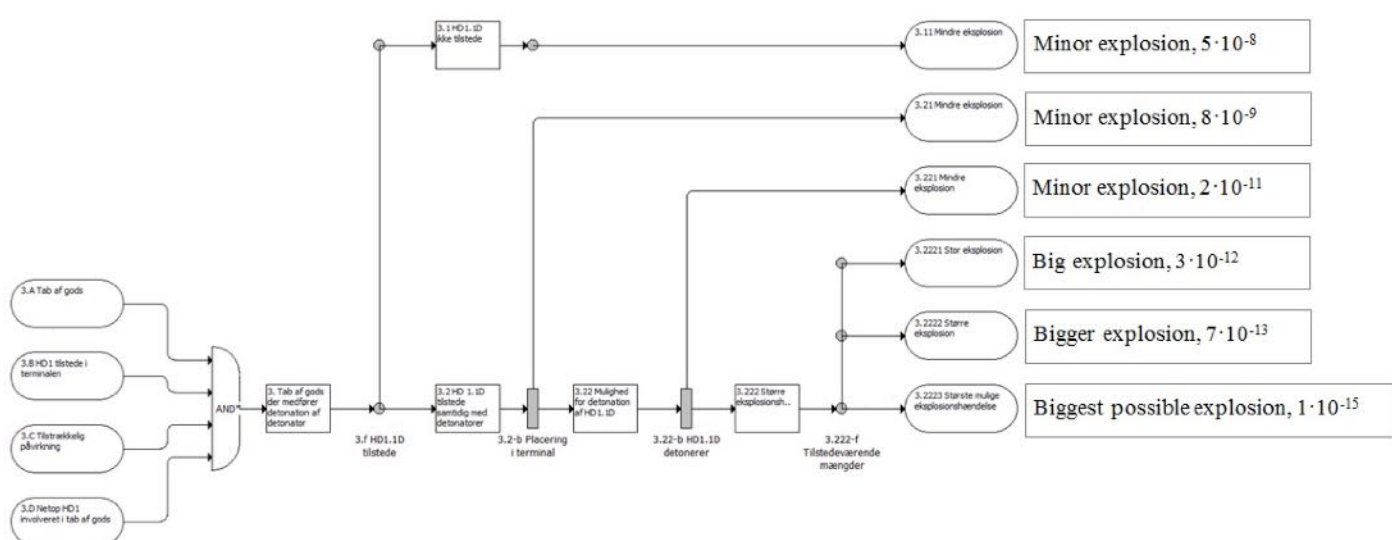 3.1 HD1.1D
ikke tilstede
3.11 Mindre eksplosion
Minor explosion, 5·10⁻⁸
3.21 Mindre eksplosion
Minor explosion, 8·10⁻⁹
3.221 Mindre
eksplosion
Minor explosion, 2·10⁻¹¹
3.2221 Stor eksplosion
Big explosion, 3·10⁻¹²
3.A Tab af gods
3.2222 Større
eksplosion
Bigger explosion, 7·10⁻¹³
3.B HD1 tilstede i
terminalen
AND*
3. Tab af gods
der medfører
detonation af
detonator
3.f HD1.1D
tilstede
3.2 HD 1.1D
tilstede
samtidig med
detonatorer
3.2-b Placering
i terminal
3.22 Mulighed
for detonation
af HD1.1D
3.22-b HD1.1D
detonerer
3.222 Større
eksplosionsh..
3.222-f
Tilstedeværende
mængder
3.2223 Største mulige
eksplosionshændelse
Biggest possible explosion, 1·10⁻¹⁵
3.C Tilstrækkelig
påvirkning
3.D Netop HD1
involveret i tab af gods